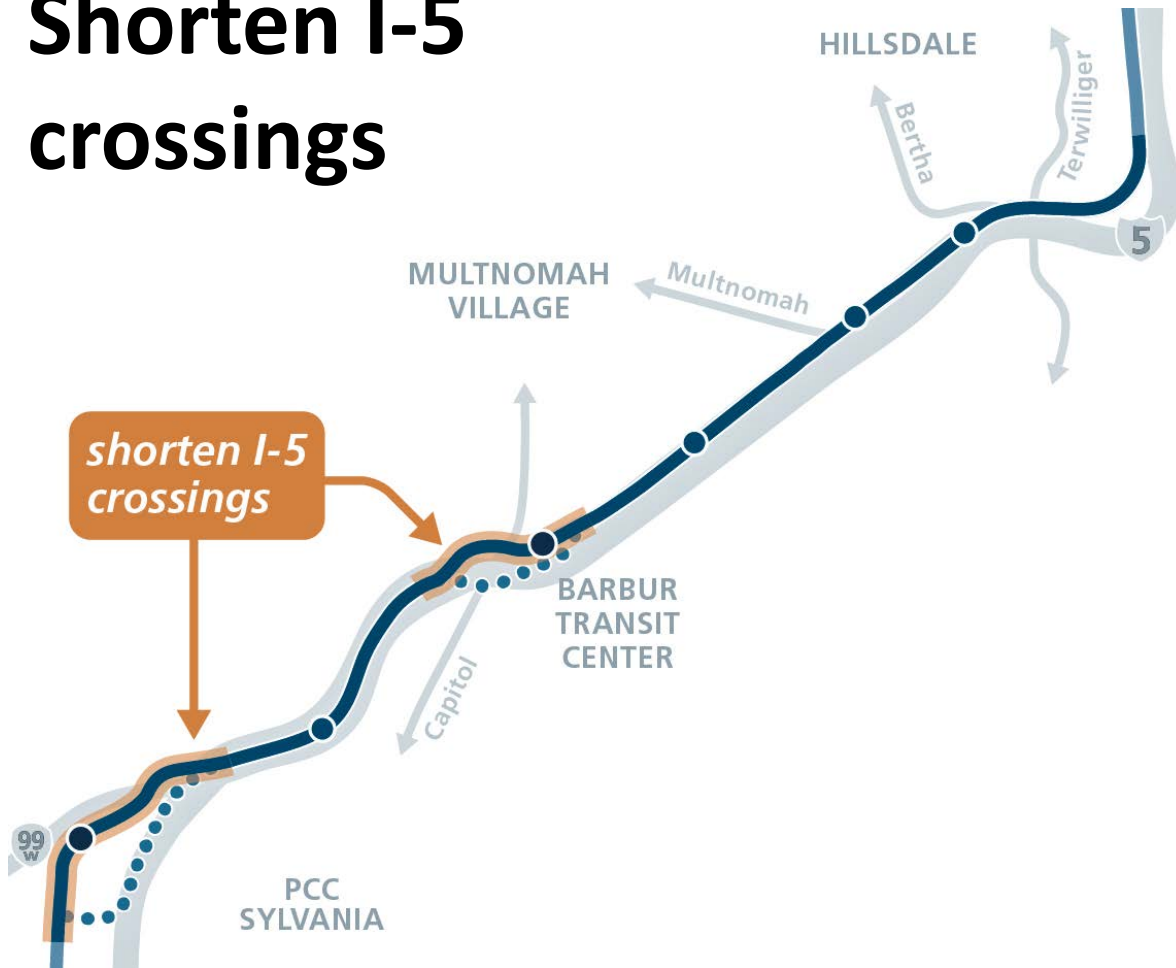 Shorten I-5
crossings
HILLSDALE
Bertha
Terwilliger
5
MULTNOMAH
VILLAGE
Multnomah
shorten I-5
crossings
BARBUR
TRANSIT
CENTER
Capitol
99
W
PCC
SYLVANIA